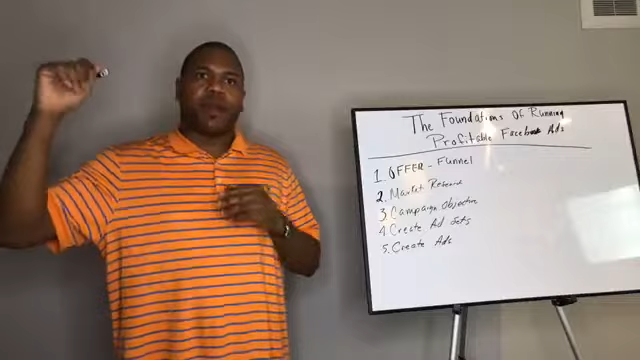 The Foundations Of Running
Profitable Facebook Ads
1. OFFER - Funnel
2. Market Research
3 Campaign Objective
4 Create Ad Sets
5. Create Ads